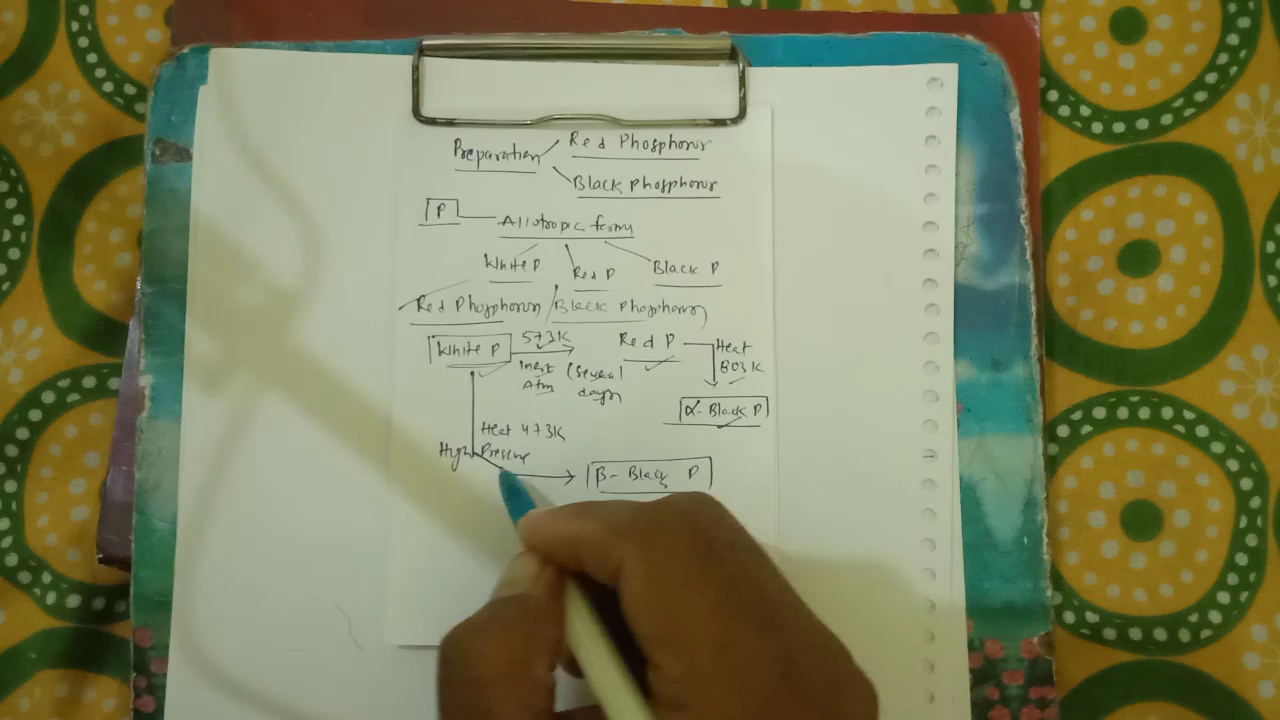 Preparation
Red Phosphorus
Black Phosphorus
P
Allotropic forms
White P
Red P
Black P
Red Phosphorus / Black Phosphorus
White P
573K
Inert Atm
(Several days)
Red P
Heat 803K
α-Black P
Heat 473K
High Pressure
β-Black P